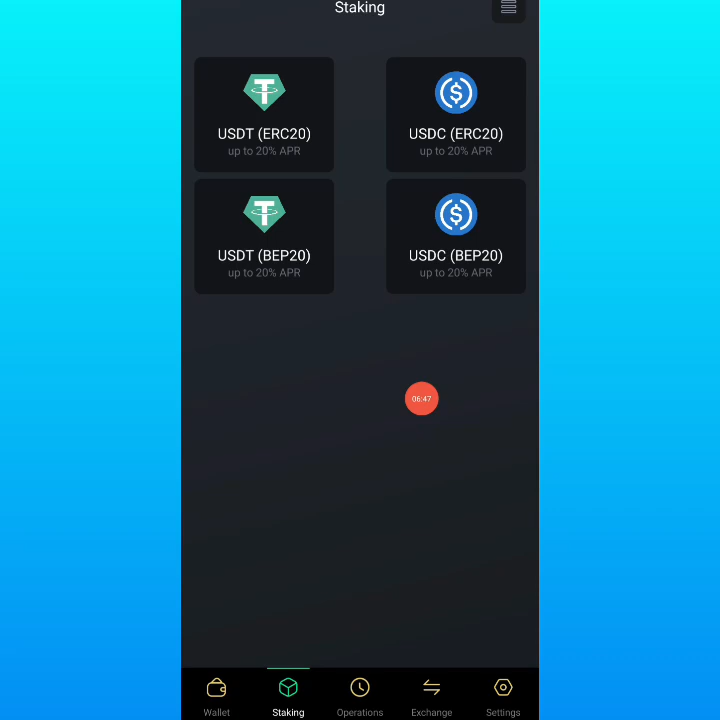 Staking
USDT (ERC20)
up to 20% APR
USDC (ERC20)
up to 20% APR
USDT (BEP20)
up to 20% APR
USDC (BEP20)
up to 20% APR
06:47
Wallet
Staking
Operations
Exchange
Settings